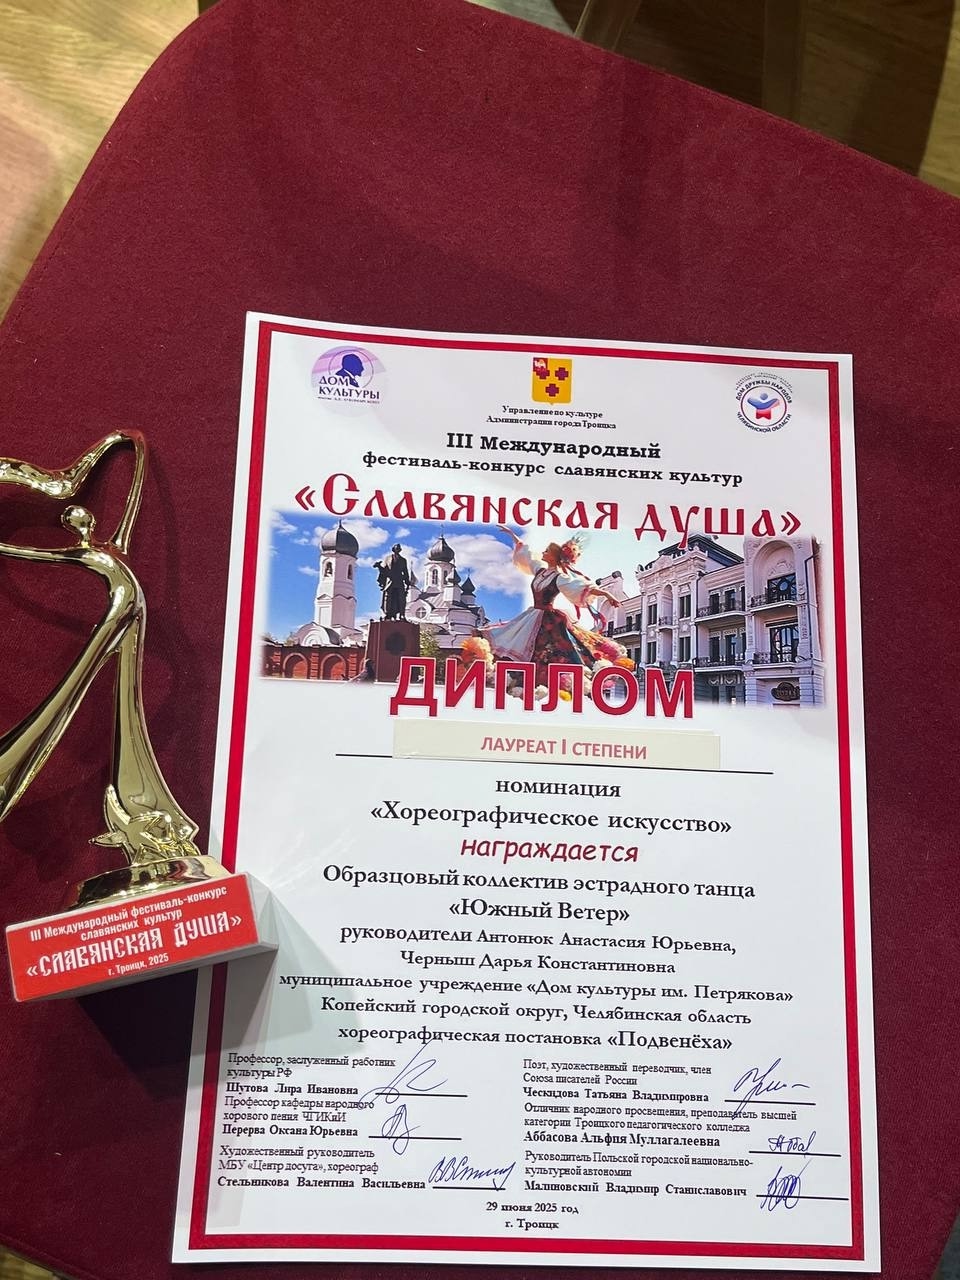 ДОМ
КУЛЬТУРЫ
Управление по культуре
Администрации города Троицка
ДОМ ДРУЖБЫ НАРОДОВ
ЧЕЛЯБИНСКОЙ ОБЛАСТИ
III Международный
фестиваль-конкурс славянских культур
«Славянская душа»
ДИПЛОМ
ЛАУРЕАТ I СТЕПЕНИ
номинация
«Хореографическое искусство»
награждается
Образцовый коллектив эстрадного танца
«Южный Ветер»
руководители Антонюк Анастасия Юрьевна,
Черныш Дарья Константиновна
муниципальное учреждение «Дом культуры им. Петрякова»
Копейский городской округ, Челябинская область
хореографическая постановка «Подвенёха»
Профессор, заслуженный работник
культуры РФ
Шутова Лира Ивановна
Профессор кафедры народного
хорового пения ЧГИКиИ
Перерва Оксана Юрьевна
Художественный руководитель
МБУ «Центр досуга», хореограф
Стельникова Валентина Васильевна
Поэт, художественный переводчик, член
Союза писателей России
Ческидова Татьяна Владимировна
Отличник народного просвещения, преподаватель высшей
категории Троицкого педагогического колледжа
Аббасова Альфия Муллагалеевна
Руководитель Польской городской национально-
культурной автономии
Малиновский Владимир Станиславович
29 июня 2025 год
г. Троицк
III Международный фестиваль-конкурс
славянских культур
«СЛАВЯНСКАЯ ДУША»
г. Троицк, 2025